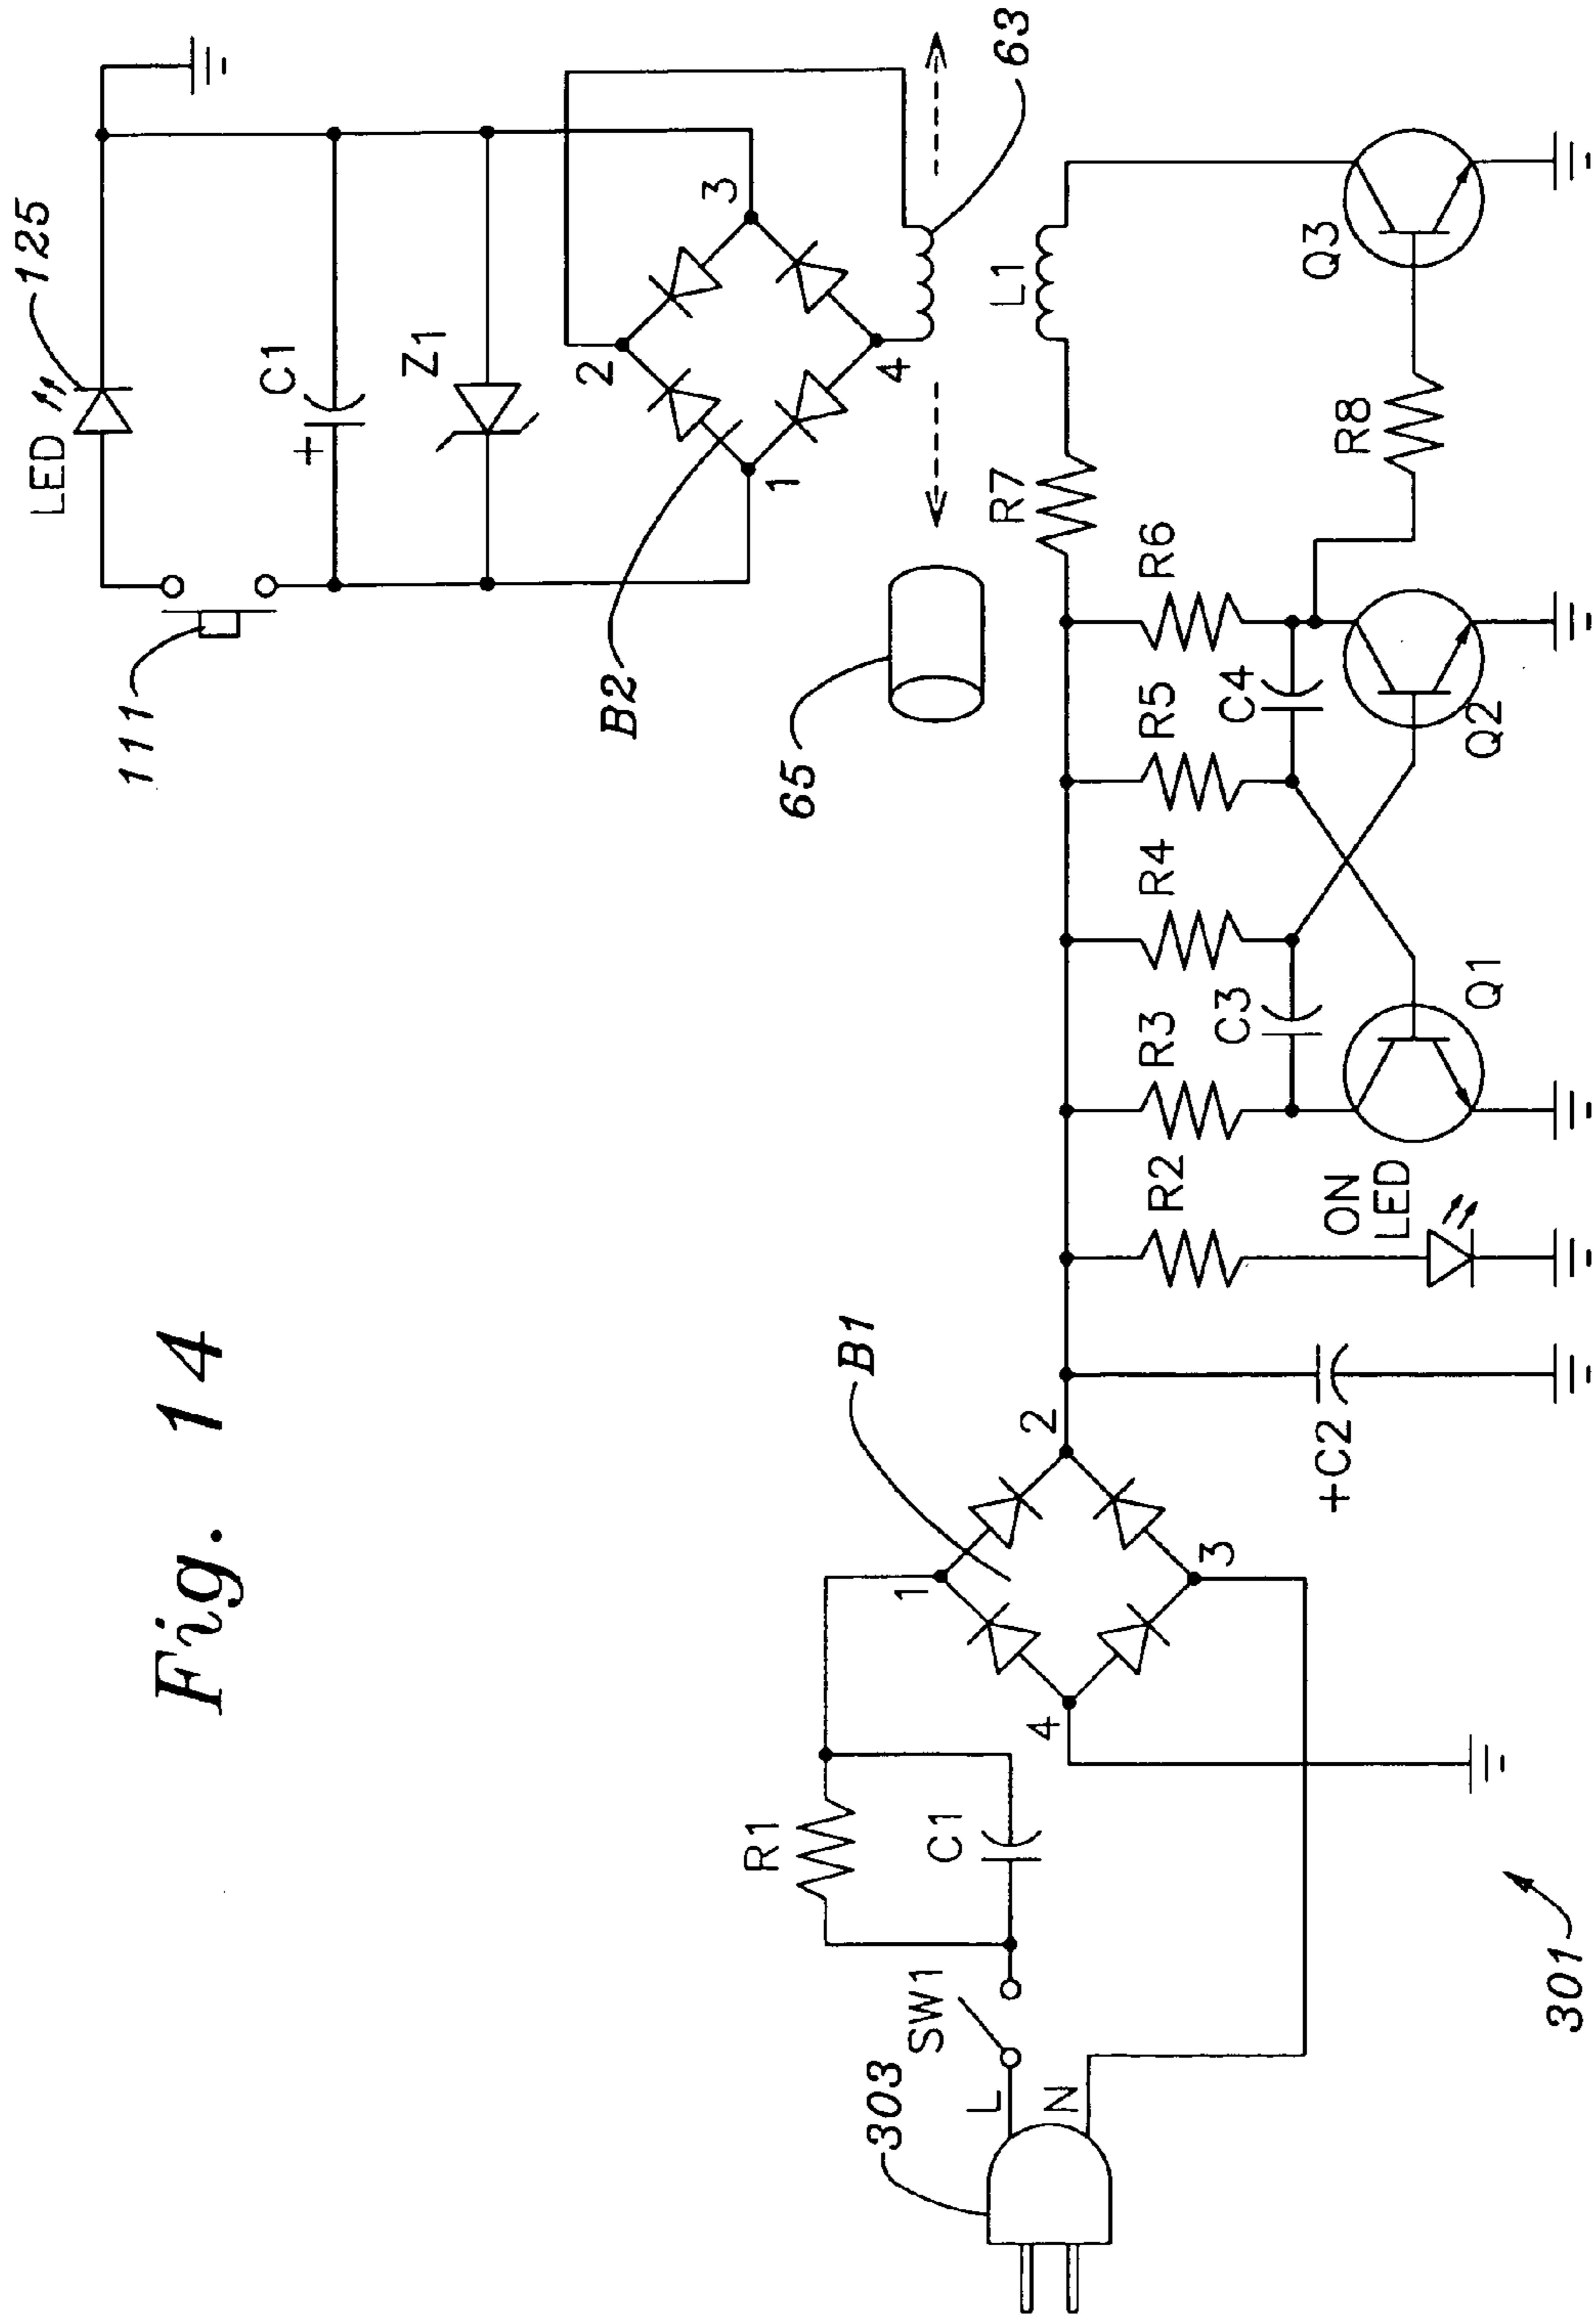 Fig. 14
LED
125
111
C1
+
Z1
B2
1
2
3
4
63
65
R7
L1
303
L
N
SW1
R1
C1
B1
1
2
3
4
+C2
R2
ON
LED
R3
R4
R5
R6
C3
C4
Q1
Q2
R8
Q3
301